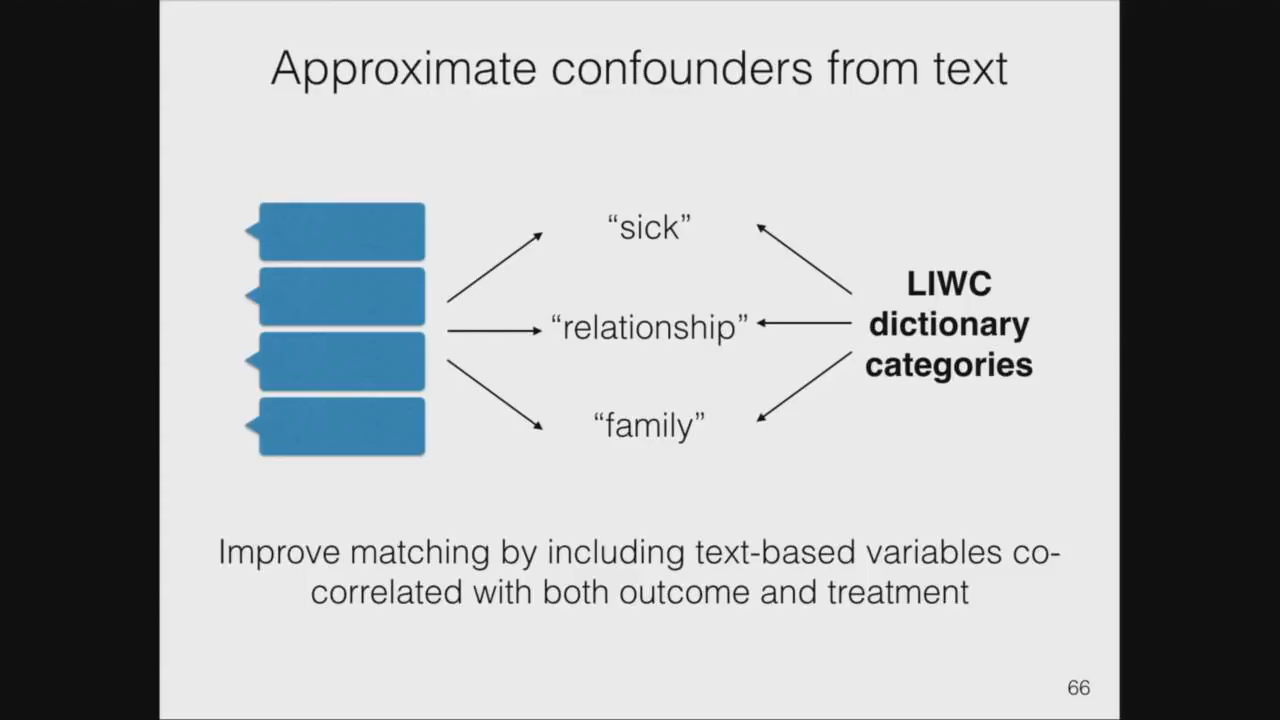 Approximate confounders from text
“sick”
“relationship”
“family”
LIWC
dictionary
categories
Improve matching by including text-based variables co-
correlated with both outcome and treatment
66